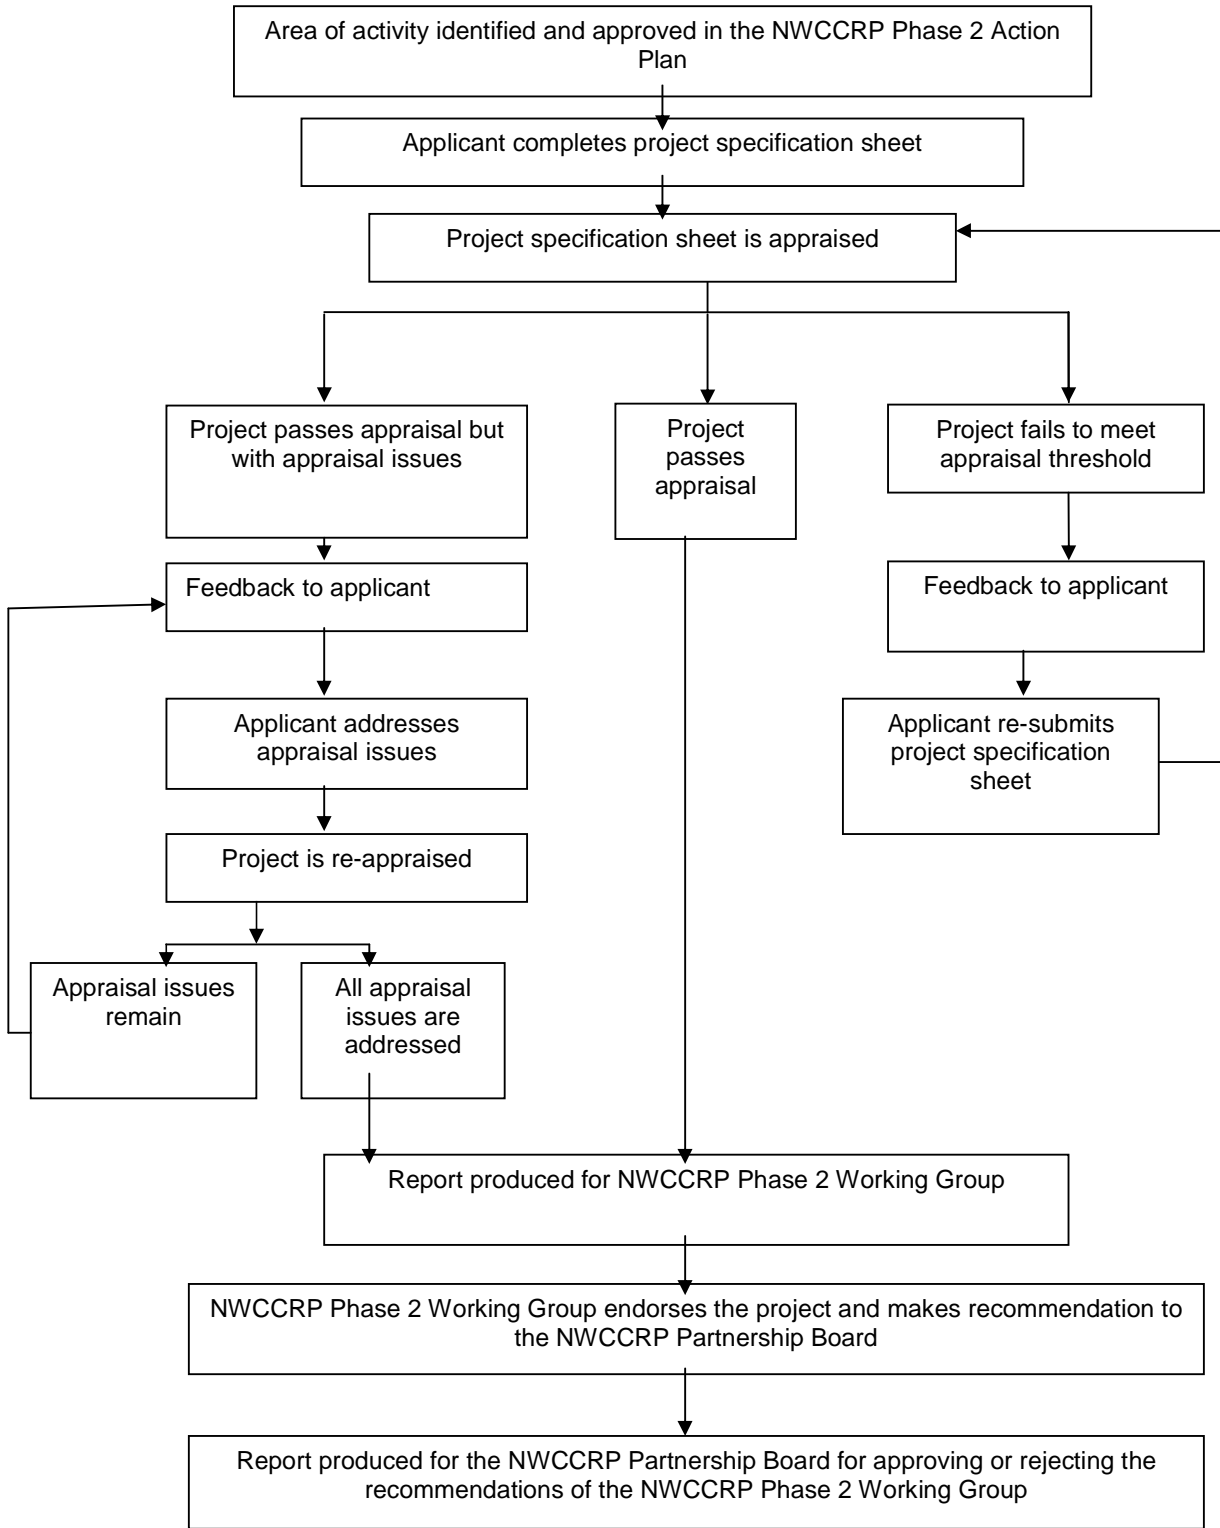 Area of activity identified and approved in the NWCCRP Phase 2 Action
Plan
Applicant completes project specification sheet
Project specification sheet is appraised
Project passes appraisal but
with appraisal issues
Project
passes
appraisal
Project fails to meet
appraisal threshold
Feedback to applicant
Feedback to applicant
Applicant addresses
appraisal issues
Applicant re-submits
project specification
sheet
Project is re-appraised
Appraisal issues
remain
All appraisal
issues are
addressed
Report produced for NWCCRP Phase 2 Working Group
NWCCRP Phase 2 Working Group endorses the project and makes recommendation to
the NWCCRP Partnership Board
Report produced for the NWCCRP Partnership Board for approving or rejecting the
recommendations of the NWCCRP Phase 2 Working Group